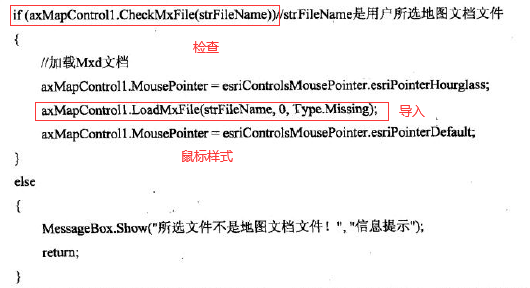 if (axMapControl1.CheckMxFile(strFileName))//strFileName是用户所选地图文档文件
{
检查
//加载Mxd文档
axMapControl1.MousePointer = esriControlsMousePointer.esriPointerHourglass;
axMapControl1.LoadMxFile(strFileName, 0, Type.Missing);
导入
axMapControl1.MousePointer = esriControlsMousePointer.esriPointerDefault;
鼠标样式
}
else
{
MessageBox.Show("所选文件不是地图文档文件！", "信息提示");
return;
}